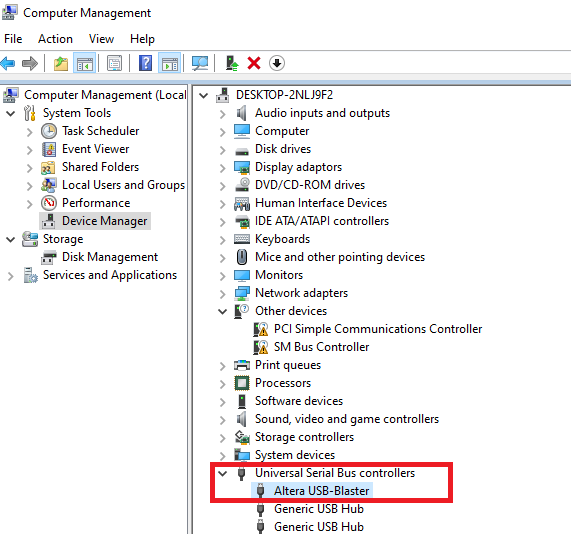 Computer Management
File Action View Help
Computer Management (Local
System Tools
Task Scheduler
Event Viewer
Shared Folders
Local Users and Groups
Performance
Device Manager
Storage
Disk Management
Services and Applications
DESKTOP-2NLJ9F2
Audio inputs and outputs
Computer
Disk drives
Display adaptors
DVD/CD-ROM drives
Human Interface Devices
IDE ATA/ATAPI controllers
Keyboards
Mice and other pointing devices
Monitors
Network adapters
Other devices
PCI Simple Communications Controller
SM Bus Controller
Print queues
Processors
Software devices
Sound, video and game controllers
Storage controllers
System devices
Universal Serial Bus controllers
Altera USB-Blaster
Generic USB Hub
Generic USB Hub